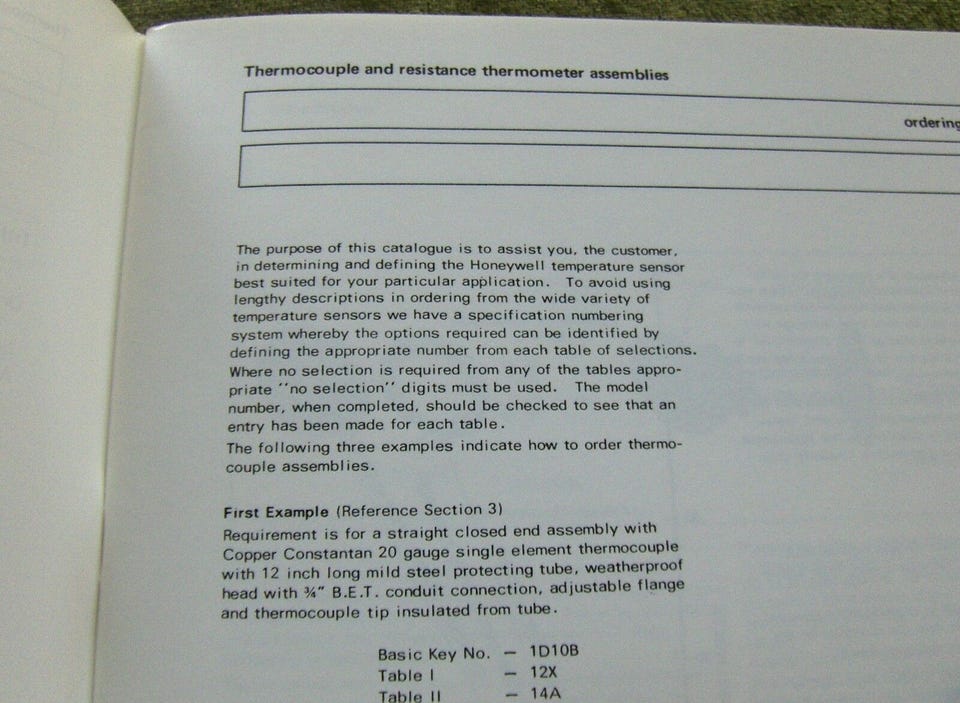 Thermocouple and resistance thermometer assemblies
ordering
The purpose of this catalogue is to assist you, the customer,
in determining and defining the Honeywell temperature sensor
best suited for your particular application. To avoid using
lengthy descriptions in ordering from the wide variety of
temperature sensors we have a specification numbering
system whereby the options required can be identified by
defining the appropriate number from each table of selections.
Where no selection is required from any of the tables appro-
priate ''no selection'' digits must be used. The model
number, when completed, should be checked to see that an
entry has been made for each table.
The following three examples indicate how to order thermo-
couple assemblies.
First Example (Reference Section 3)
Requirement is for a straight closed end assembly with
Copper Constantan 20 gauge single element thermocouple
with 12 inch long mild steel protecting tube, weatherproof
head with ¾" B.E.T. conduit connection, adjustable flange
and thermocouple tip insulated from tube.
Basic Key No. – 1D10B
Table I – 12X
Table II – 14A